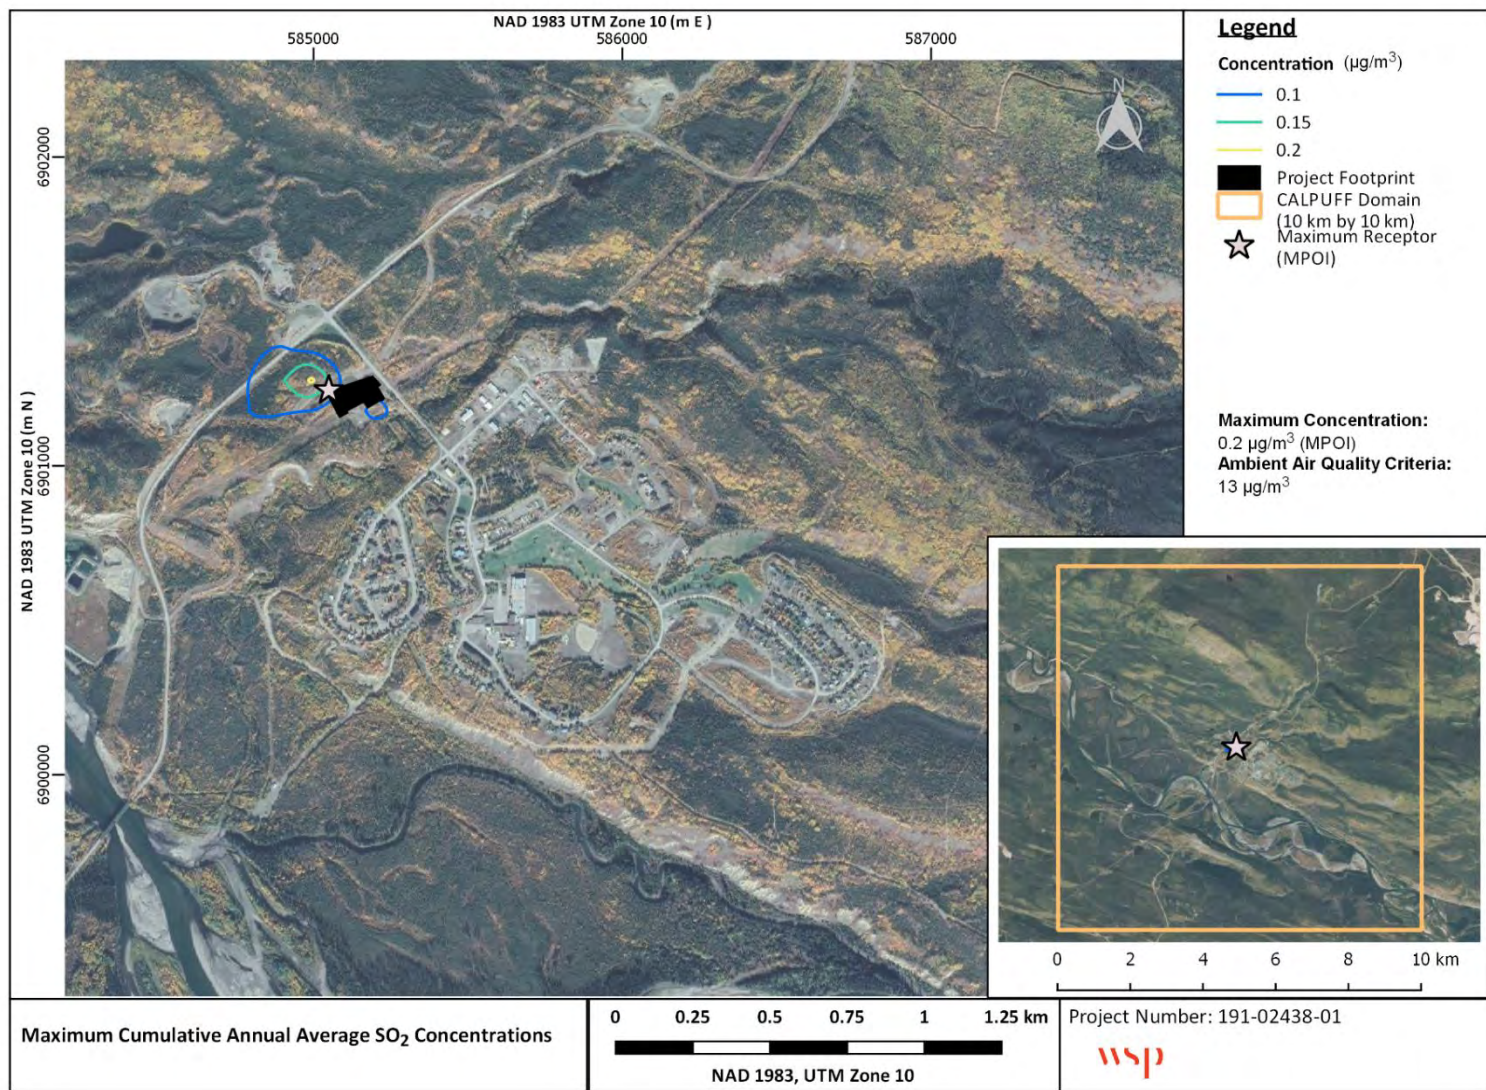 NAD 1983 UTM Zone 10 (m E )
585000
586000
587000
NAD 1983 UTM Zone 10 (m N)
6902000
6901000
6900000
N
Legend
Concentration (µg/m³)
0.1
0.15
0.2
Project Footprint
CALPUFF Domain
(10 km by 10 km)
Maximum Receptor
(MPOI)
Maximum Concentration:
0.2 µg/m³ (MPOI)
Ambient Air Quality Criteria:
13 µg/m³
0 2 4 6 8 10 km
Maximum Cumulative Annual Average SO₂ Concentrations
0 0.25 0.5 0.75 1 1.25 km
NAD 1983, UTM Zone 10
Project Number: 191-02438-01
wsp